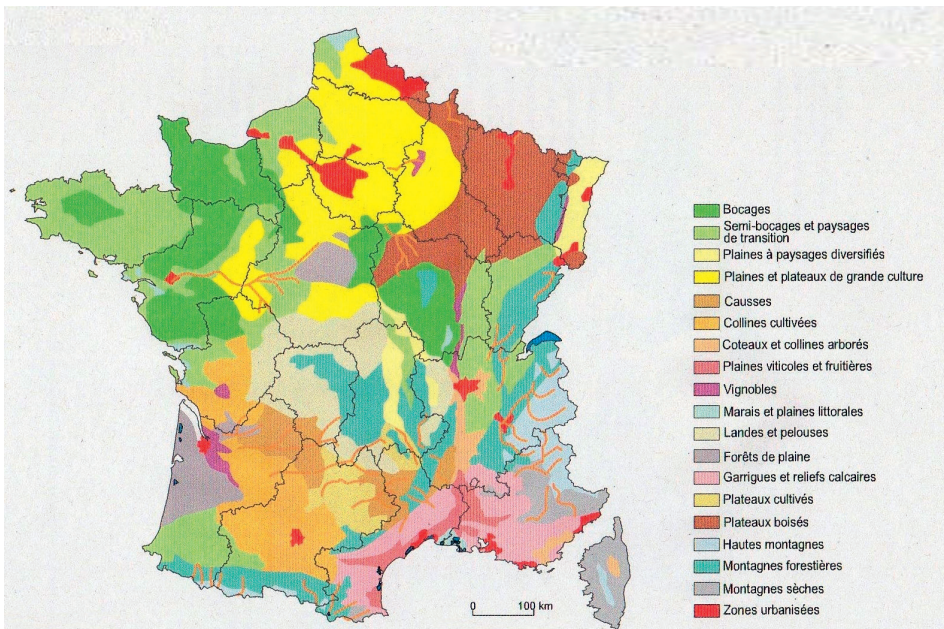 Bocages
Semi-bocages et paysages
de transition
Plaines à paysages diversifiés
Plaines et plateaux de grande culture
Causses
Collines cultivées
Coteaux et collines arborés
Plaines viticoles et fruitières
Vignobles
Marais et plaines littorales
Landes et pelouses
Forêts de plaine
Garrigues et reliefs calcaires
Plateaux cultivés
Plateaux boisés
Hautes montagnes
Montagnes forestières
Montagnes sèches
Zones urbanisées
0 100 km